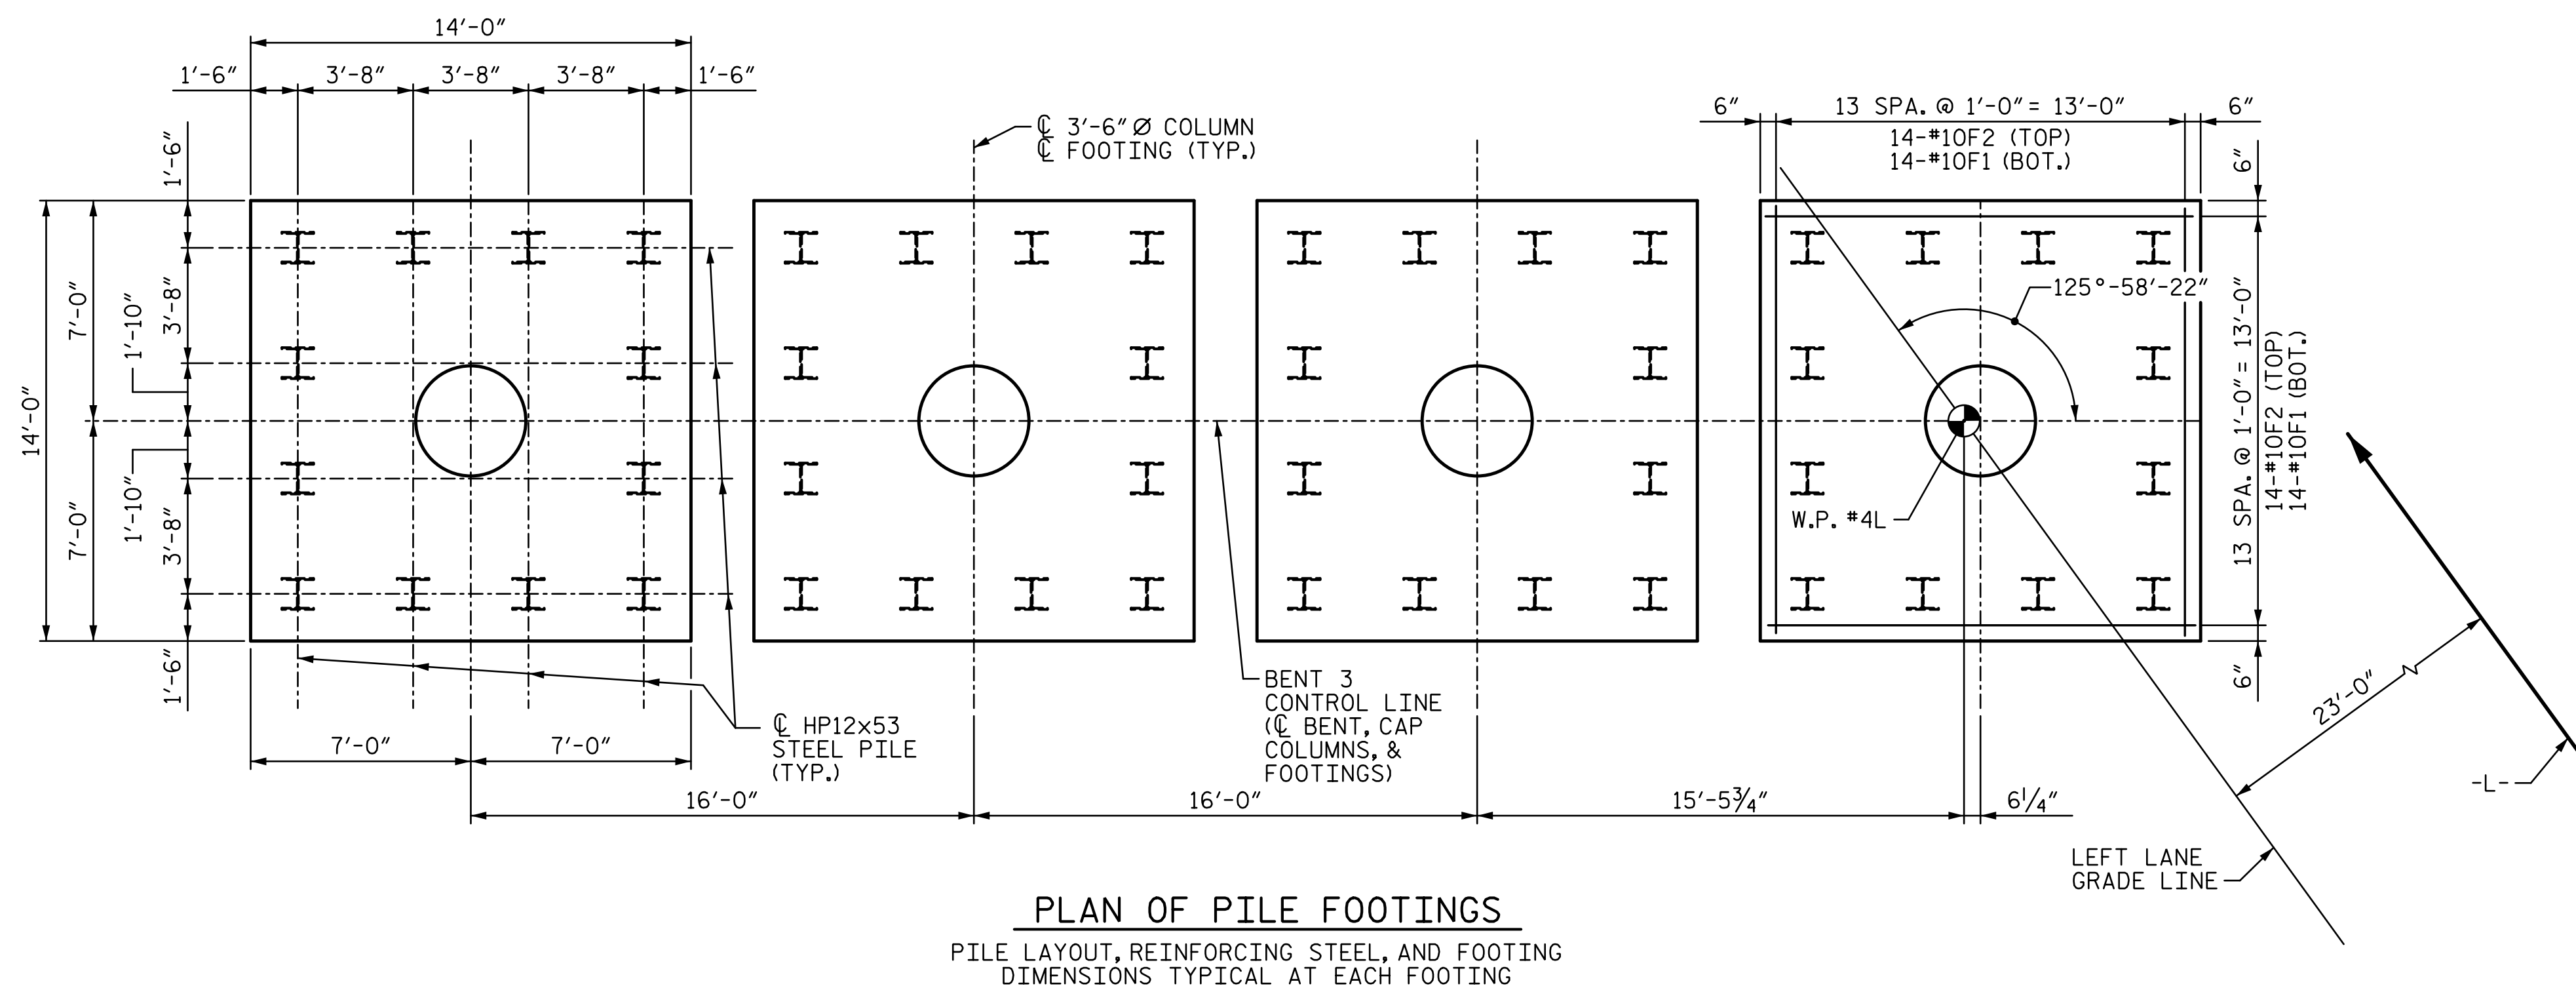 14'-0"
1'-6" 3'-8" 3'-8" 3'-8" 1'-6"
1'-6"
3'-8"
1'-10"
7'-0"
14'-0"
7'-0"
1'-10"
3'-8"
1'-6"
7'-0" 7'-0"
℄ HP12x53
STEEL PILE
(TYP.)
℄ 3'-6" Ø COLUMN
℄ FOOTING (TYP.)
BENT 3
CONTROL LINE
(℄ BENT, CAP
COLUMNS, &
FOOTINGS)
6" 13 SPA. @ 1'-0" = 13'-0" 6"
14-#10F2 (TOP)
14-#10F1 (BOT.)
6"
125°-58'-22"
13 SPA. @ 1'-0" = 13'-0"
14-#10F2 (TOP)
14-#10F1 (BOT.)
6"
W.P. #4L
23'-0"
-L-
16'-0" 16'-0" 15'-5¾" 6¼"
LEFT LANE
GRADE LINE
PLAN OF PILE FOOTINGS
PILE LAYOUT, REINFORCING STEEL, AND FOOTING
DIMENSIONS TYPICAL AT EACH FOOTING